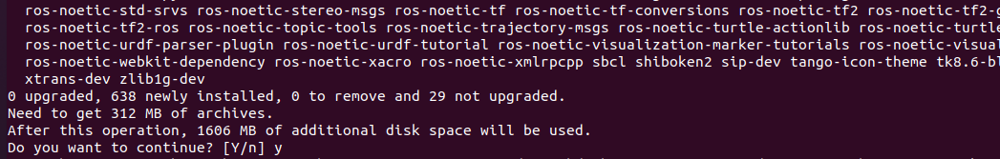 ros-noetic-std-srvs ros-noetic-stereo-msgs ros-noetic-tf ros-noetic-tf-conversions ros-noetic-tf2 ros-noetic-tf2-g
ros-noetic-tf2-ros ros-noetic-topic-tools ros-noetic-trajectory-msgs ros-noetic-turtle-actionlib ros-noetic-turtle
ros-noetic-urdf-parser-plugin ros-noetic-urdf-tutorial ros-noetic-visualization-marker-tutorials ros-noetic-visual
ros-noetic-webkit-dependency ros-noetic-xacro ros-noetic-xmlrpcpp sbcl shiboken2 sip-dev tango-icon-theme tk8.6-bl
xtrans-dev zlib1g-dev
0 upgraded, 638 newly installed, 0 to remove and 29 not upgraded.
Need to get 312 MB of archives.
After this operation, 1606 MB of additional disk space will be used.
Do you want to continue? [Y/n] y